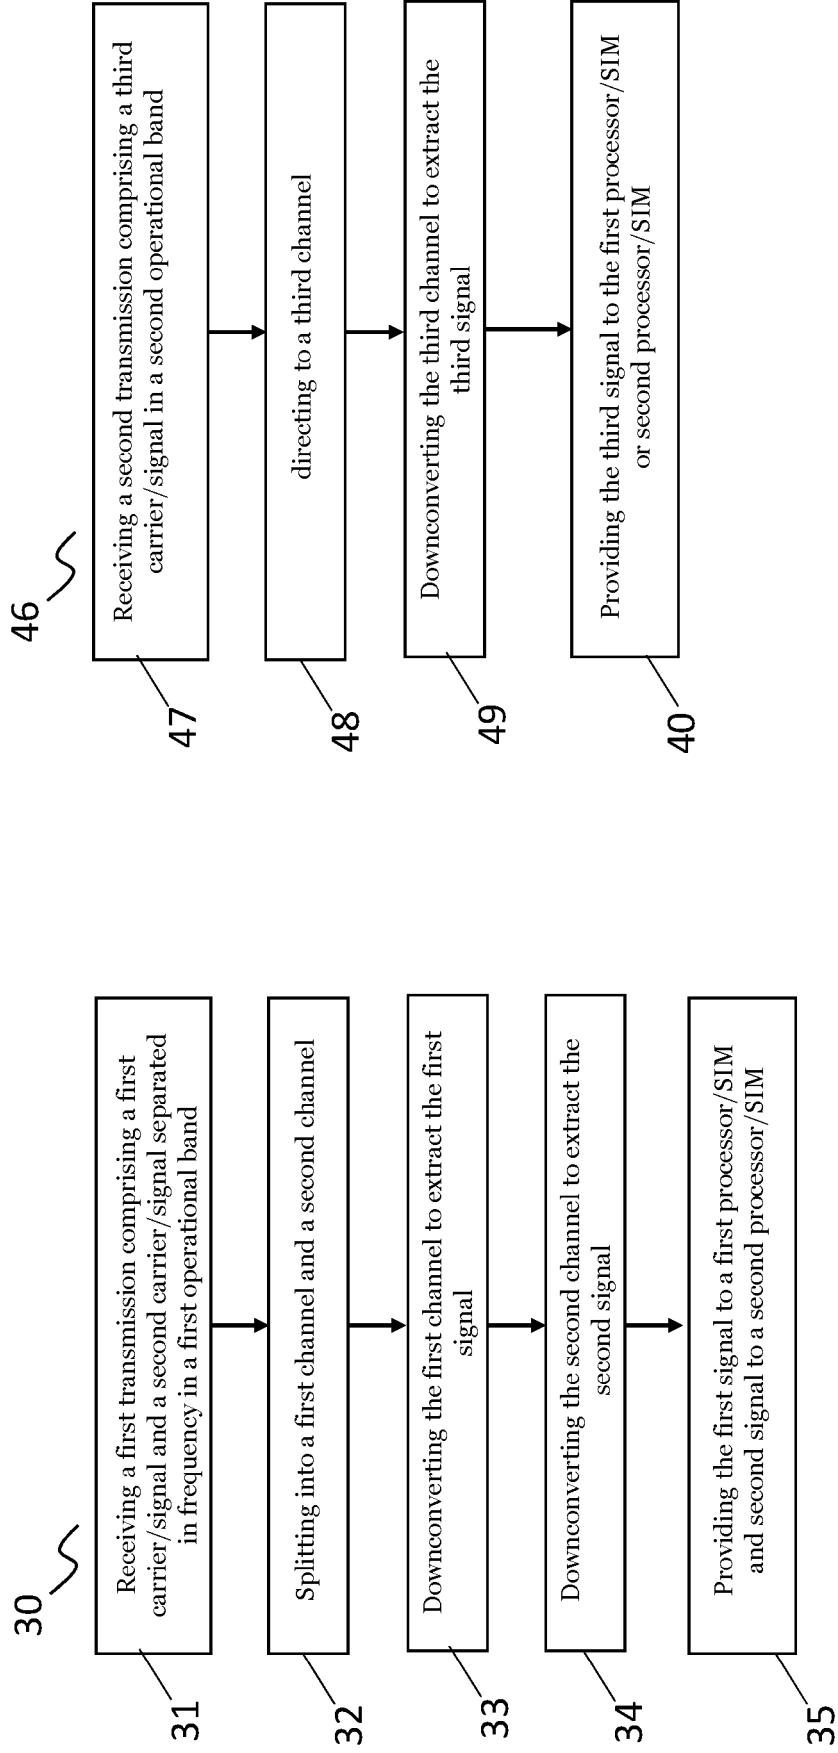 30
31
Receiving a first transmission comprising a first
carrier/signal and a second carrier/signal separated
in frequency in a first operational band
32
Splitting into a first channel and a second channel
33
Downconverting the first channel to extract the first
signal
34
Downconverting the second channel to extract the
second signal
35
Providing the first signal to a first processor/SIM
and second signal to a second processor/SIM
46
47
Receiving a second transmission comprising a third
carrier/signal in a second operational band
48
directing to a third channel
49
Downconverting the third channel to extract the
third signal
40
Providing the third signal to the first processor/SIM
or second processor/SIM